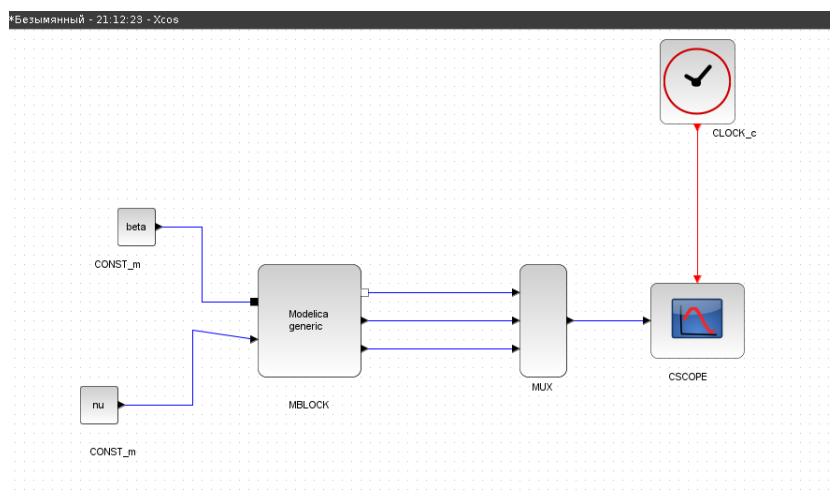 *Безымянный - 21:12:23 - Xcos
CLOCK_c
beta
CONST_m
Modelica
generic
MUX
CSCOPE
nu
MBLOCK
CONST_m